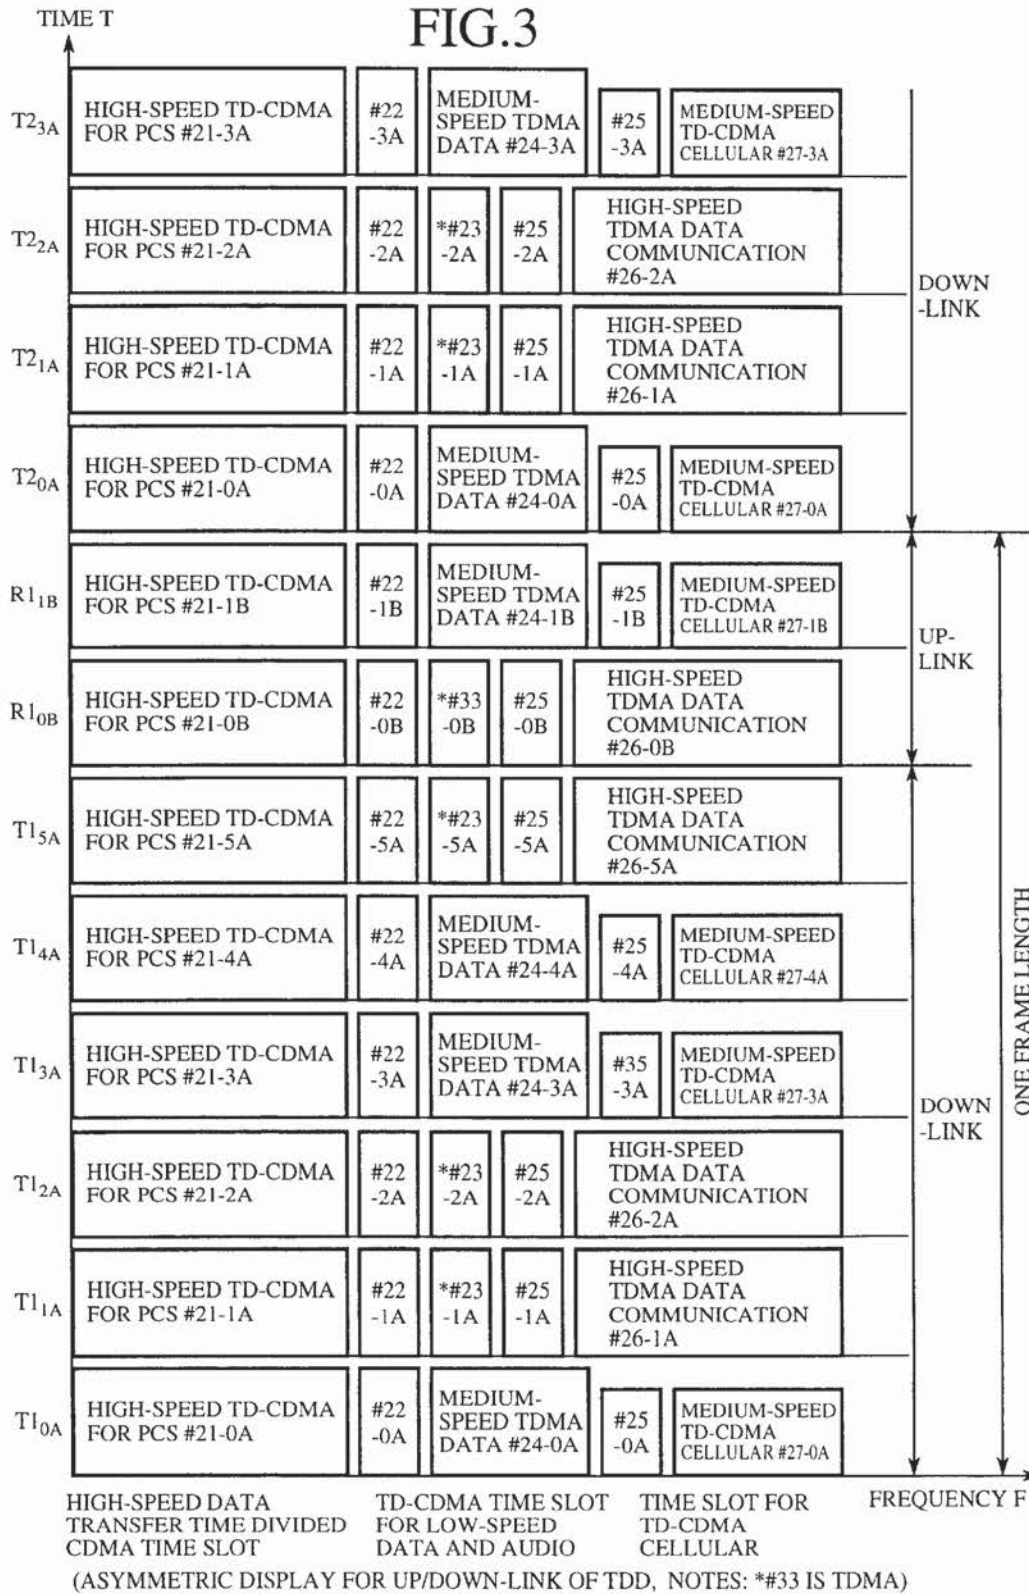 FIG.3
TIME T
T2₃A
HIGH-SPEED TD-CDMA
FOR PCS #21-3A
#22
-3A
MEDIUM-
SPEED TDMA
DATA #24-3A
#25
-3A
MEDIUM-SPEED
TD-CDMA
CELLULAR #27-3A
T2₂A
HIGH-SPEED TD-CDMA
FOR PCS #21-2A
#22
-2A
*#23
-2A
#25
-2A
HIGH-SPEED
TDMA DATA
COMMUNICATION
#26-2A
DOWN
-LINK
T2₁A
HIGH-SPEED TD-CDMA
FOR PCS #21-1A
#22
-1A
*#23
-1A
#25
-1A
HIGH-SPEED
TDMA DATA
COMMUNICATION
#26-1A
T2₀A
HIGH-SPEED TD-CDMA
FOR PCS #21-0A
#22
-0A
MEDIUM-
SPEED TDMA
DATA #24-0A
#25
-0A
MEDIUM-SPEED
TD-CDMA
CELLULAR #27-0A
R1₁B
HIGH-SPEED TD-CDMA
FOR PCS #21-1B
#22
-1B
MEDIUM-
SPEED TDMA
DATA #24-1B
#25
-1B
MEDIUM-SPEED
TD-CDMA
CELLULAR #27-1B
UP-
LINK
R1₀B
HIGH-SPEED TD-CDMA
FOR PCS #21-0B
#22
-0B
*#33
-0B
#25
-0B
HIGH-SPEED
TDMA DATA
COMMUNICATION
#26-0B
T1₅A
HIGH-SPEED TD-CDMA
FOR PCS #21-5A
#22
-5A
*#23
-5A
#25
-5A
HIGH-SPEED
TDMA DATA
COMMUNICATION
#26-5A
T1₄A
HIGH-SPEED TD-CDMA
FOR PCS #21-4A
#22
-4A
MEDIUM-
SPEED TDMA
DATA #24-4A
#25
-4A
MEDIUM-SPEED
TD-CDMA
CELLULAR #27-4A
ONE FRAME LENGTH
T1₃A
HIGH-SPEED TD-CDMA
FOR PCS #21-3A
#22
-3A
MEDIUM-
SPEED TDMA
DATA #24-3A
#35
-3A
MEDIUM-SPEED
TD-CDMA
CELLULAR #27-3A
DOWN
-LINK
T1₂A
HIGH-SPEED TD-CDMA
FOR PCS #21-2A
#22
-2A
*#23
-2A
#25
-2A
HIGH-SPEED
TDMA DATA
COMMUNICATION
#26-2A
T1₁A
HIGH-SPEED TD-CDMA
FOR PCS #21-1A
#22
-1A
*#23
-1A
#25
-1A
HIGH-SPEED
TDMA DATA
COMMUNICATION
#26-1A
T1₀A
HIGH-SPEED TD-CDMA
FOR PCS #21-0A
#22
-0A
MEDIUM-
SPEED TDMA
DATA #24-0A
#25
-0A
MEDIUM-SPEED
TD-CDMA
CELLULAR #27-0A
FREQUENCY F
HIGH-SPEED DATA
TRANSFER TIME DIVIDED
CDMA TIME SLOT
TD-CDMA TIME SLOT
FOR LOW-SPEED
DATA AND AUDIO
TIME SLOT FOR
TD-CDMA
CELLULAR
(ASYMMETRIC DISPLAY FOR UP/DOWN-LINK OF TDD, NOTES: *#33 IS TDMA)